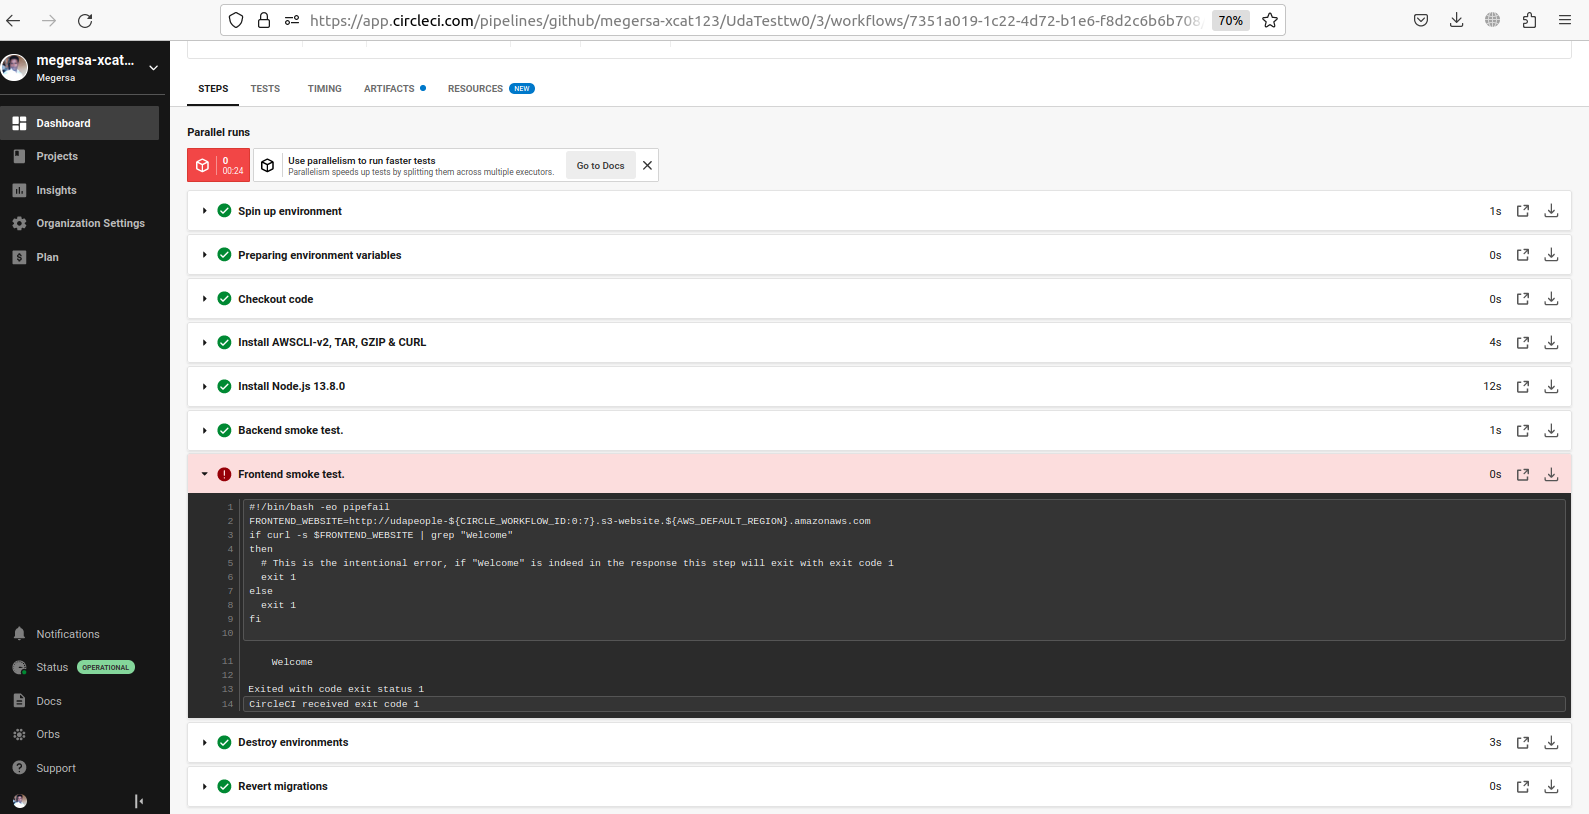 https://app.circleci.com/pipelines/github/megersa-xcat123/UdaTesttw0/3/workflows/7351a019-1c22-4d72-b1e6-f8d2c6b6b708
70%
megersa-xcat...
Megersa
Dashboard
Projects
Insights
Organization Settings
Plan
Notifications
Status OPERATIONAL
Docs
Orbs
Support
STEPS TESTS TIMING ARTIFACTS RESOURCES NEW
Parallel runs
0
00:24
Use parallelism to run faster tests
Parallelism speeds up tests by splitting them across multiple executors.
Go to Docs
Spin up environment 1s
Preparing environment variables 0s
Checkout code 0s
Install AWSCLI-v2, TAR, GZIP & CURL 4s
Install Node.js 13.8.0 12s
Backend smoke test. 1s
Frontend smoke test. 0s
1 #!/bin/bash -eo pipefail
2 FRONTEND_WEBSITE=http://udapeople-${CIRCLE_WORKFLOW_ID:0:7}.s3-website.${AWS_DEFAULT_REGION}.amazonaws.com
3 if curl -s $FRONTEND_WEBSITE | grep "Welcome"
4 then
5 # This is the intentional error, if "Welcome" is indeed in the response this step will exit with exit code 1
6 exit 1
7 else
8 exit 1
9 fi
10
11 Welcome
12
13 Exited with code exit status 1
14 CircleCI received exit code 1
Destroy environments 3s
Revert migrations 0s